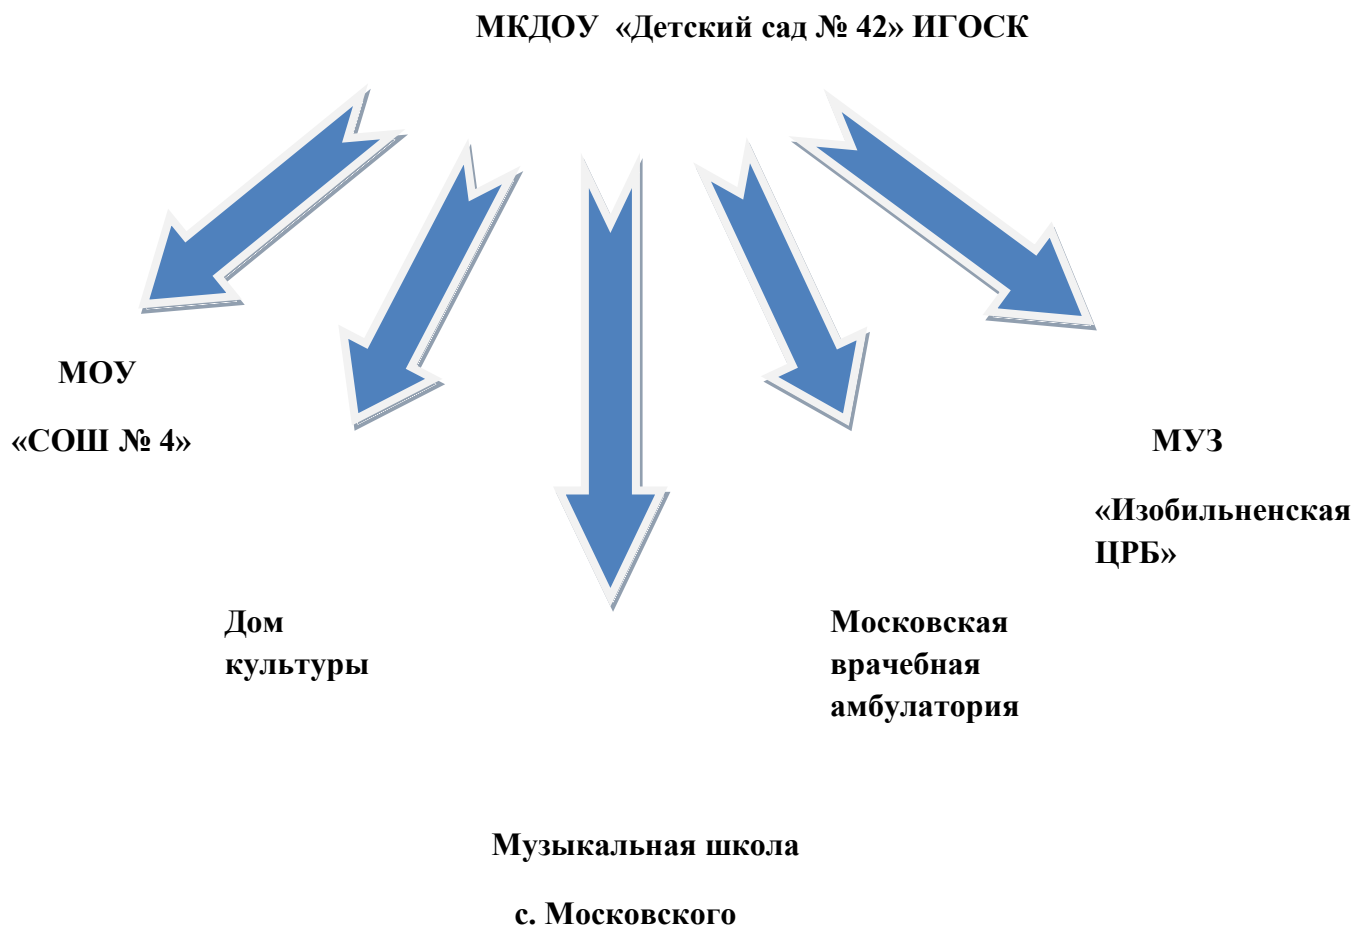 МКДОУ «Детский сад № 42» ИГОСК
МОУ
«СОШ № 4»
МУЗ
«Изобильненская
ЦРБ»
Дом
культуры
Московская
врачебная
амбулатория
Музыкальная школа
с. Московского